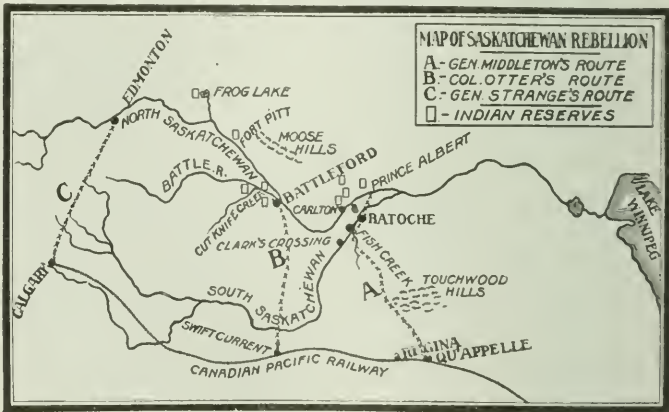 MAP OF SASKATCHEWAN REBELLION
A.- GEN. MIDDLETON'S ROUTE
B.- COL. OTTER'S ROUTE
C.- GEN. STRANGE'S ROUTE
▯- INDIAN RESERVES
EDMONTON
FROG LAKE
NORTH SASKATCHEWAN
FORT PITT
MOOSE
HILLS
BATTLE R.
BATTLEFORD
PRINCE ALBERT
C
CUT KNIFE CREE
CARLTON
RATOCHE
CLARK'S CROSSING
FISH CREEK
LAKE
WINNIPEG
B
A
TOUCHWOOD
HILLS
CALGARY
SOUTH SASKATCHEWAN
SWIFT CURRENT
REGINA
QU'APPELLE
CANADIAN PACIFIC RAILWAY